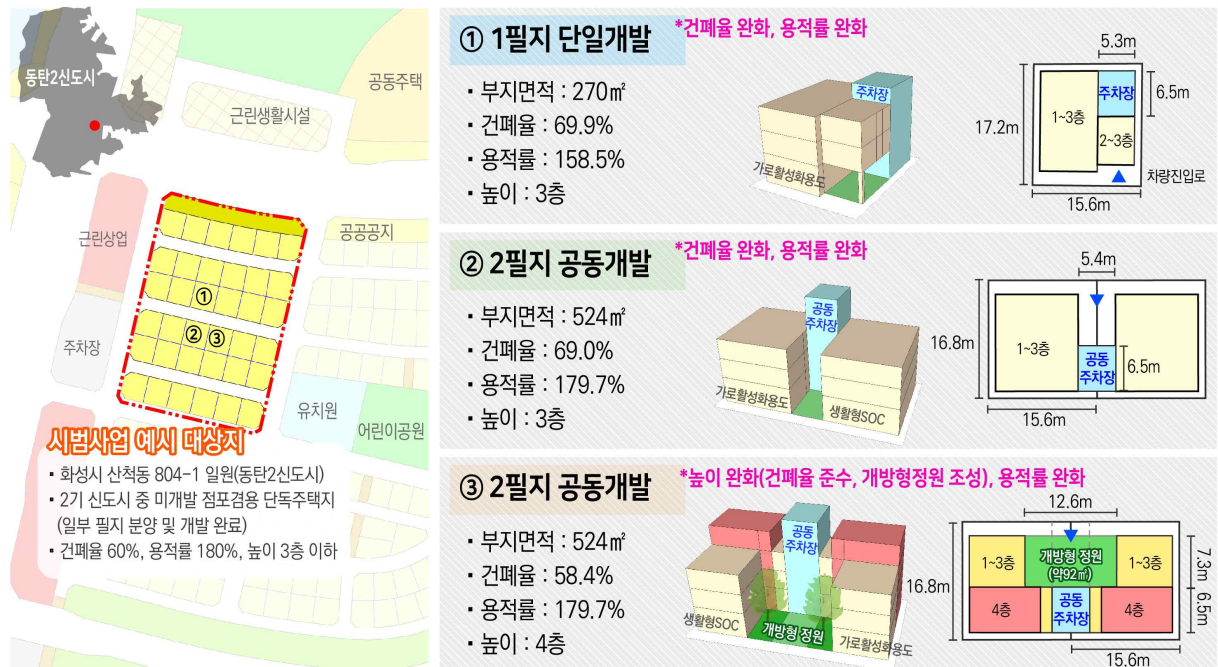 동탄2신도시
공동주택
근린생활시설
근린상업
공공공지
①
② ③
주차장
유치원
어린이공원
시범사업 예시 대상지
▪ 화성시 산척동 804-1 일원(동탄2신도시)
▪ 2기 신도시 중 미개발 점포겸용 단독주택지
(일부 필지 분양 및 개발 완료)
▪ 건폐율 60%, 용적률 180%, 높이 3층 이하
① 1필지 단일개발
*건폐율 완화, 용적률 완화
▪ 부지면적 : 270㎡
▪ 건폐율 : 69.9%
▪ 용적률 : 158.5%
▪ 높이 : 3층
주차장
가로활성화용도
5.3m
주차장
6.5m
1~3층
17.2m
2~3층
차량진입로
15.6m
② 2필지 공동개발
*건폐율 완화, 용적률 완화
▪ 부지면적 : 524㎡
▪ 건폐율 : 69.0%
▪ 용적률 : 179.7%
▪ 높이 : 3층
공동
주차장
가로활성화용도
생활형SOC
5.4m
16.8m
1~3층
공동
주차장
6.5m
15.6m
③ 2필지 공동개발
*높이 완화(건폐율 준수, 개방형정원 조성), 용적률 완화
▪ 부지면적 : 524㎡
▪ 건폐율 : 58.4%
▪ 용적률 : 179.7%
▪ 높이 : 4층
공동
주차장
생활형SOC
개방형 정원
가로활성화용도
12.6m
1~3층
개방형 정원
(약92㎡)
1~3층
7.3m
16.8m
4층
공동
주차장
4층
6.5m
15.6m